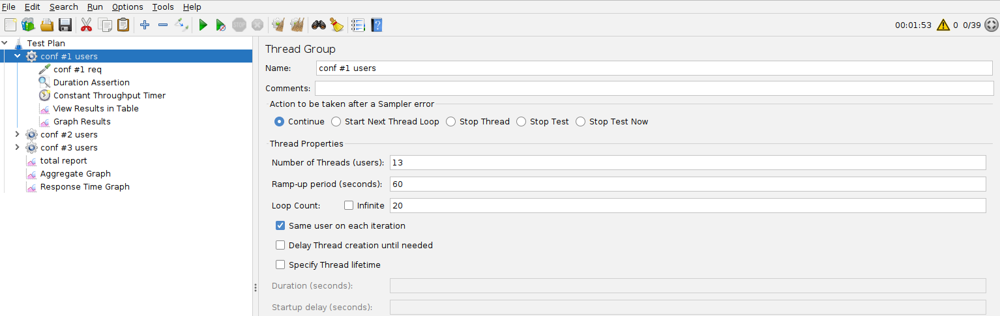 File Edit Search Run Options Tools Help
STOP 00:01:53 0 0/39
Test Plan
conf #1 users
conf #1 req
Duration Assertion
Constant Throughput Timer
View Results in Table
Graph Results
conf #2 users
conf #3 users
total report
Aggregate Graph
Response Time Graph
Thread Group
Name: conf #1 users
Comments:
Action to be taken after a Sampler error
Continue Start Next Thread Loop Stop Thread Stop Test Stop Test Now
Thread Properties
Number of Threads (users): 13
Ramp-up period (seconds): 60
Loop Count: Infinite 20
Same user on each iteration
Delay Thread creation until needed
Specify Thread lifetime
Duration (seconds):
Startup delay (seconds):